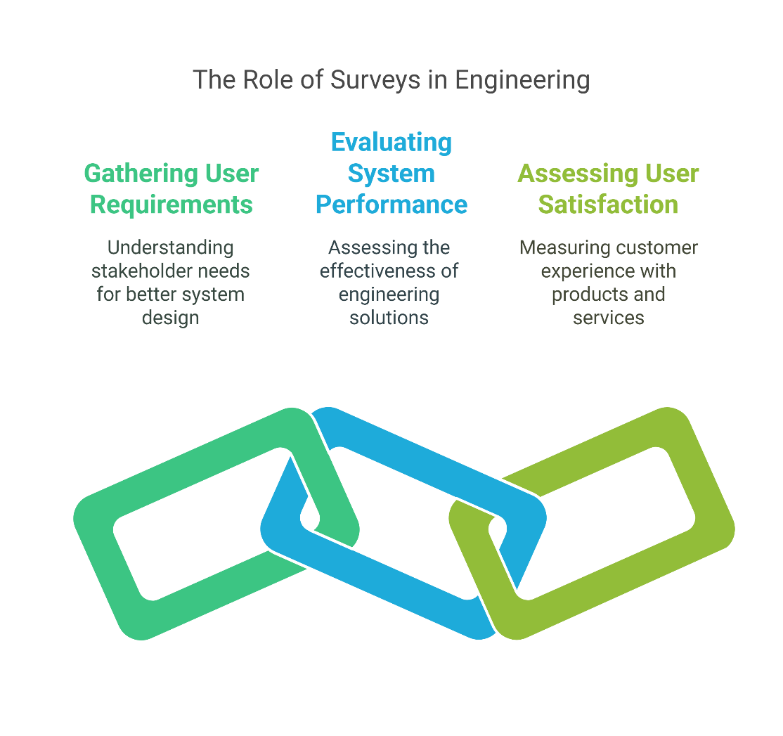 The Role of Surveys in Engineering
Gathering User
Requirements
Understanding
stakeholder needs
for better system
design
Evaluating
System
Performance
Assessing the
effectiveness of
engineering
solutions
Assessing User
Satisfaction
Measuring customer
experience with
products and
services